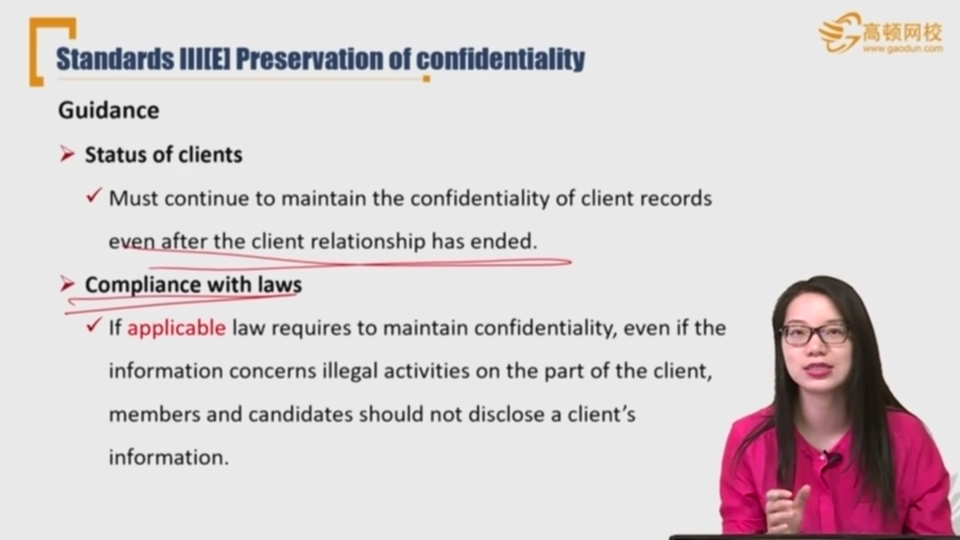 Standards III[E] Preservation of confidentiality
高顿网校
www.gaodun.com
Guidance
Status of clients
Must continue to maintain the confidentiality of client records
even after the client relationship has ended.
Compliance with laws
If applicable law requires to maintain confidentiality, even if the
information concerns illegal activities on the part of the client,
members and candidates should not disclose a client’s
information.